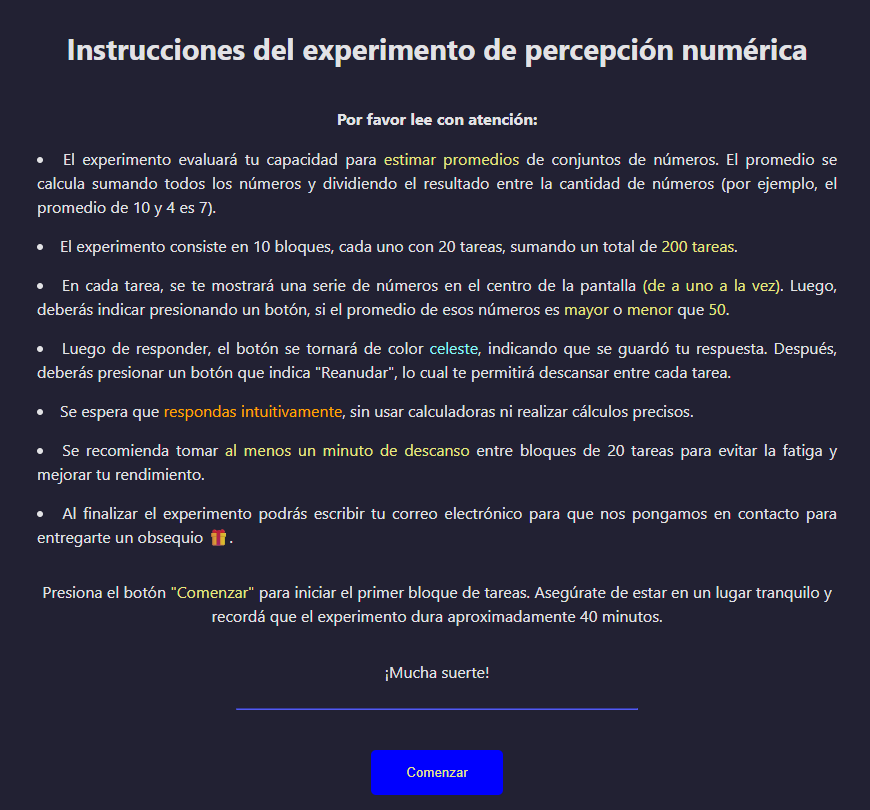 Instrucciones del experimento de percepción numérica
Por favor lee con atención:
• El experimento evaluará tu capacidad para estimar promedios de conjuntos de números. El promedio se
calcula sumando todos los números y dividiendo el resultado entre la cantidad de números (por ejemplo, el
promedio de 10 y 4 es 7).
• El experimento consiste en 10 bloques, cada uno con 20 tareas, sumando un total de 200 tareas.
• En cada tarea, se te mostrará una serie de números en el centro de la pantalla (de a uno a la vez). Luego,
deberás indicar presionando un botón, si el promedio de esos números es mayor o menor que 50.
• Luego de responder, el botón se tornará de color celeste, indicando que se guardó tu respuesta. Después,
deberás presionar un botón que indica "Reanudar", lo cual te permitirá descansar entre cada tarea.
• Se espera que respondas intuitivamente, sin usar calculadoras ni realizar cálculos precisos.
• Se recomienda tomar al menos un minuto de descanso entre bloques de 20 tareas para evitar la fatiga y
mejorar tu rendimiento.
• Al finalizar el experimento podrás escribir tu correo electrónico para que nos pongamos en contacto para
entregarte un obsequio 🎁.
Presiona el botón "Comenzar" para iniciar el primer bloque de tareas. Asegúrate de estar en un lugar tranquilo y
recordá que el experimento dura aproximadamente 40 minutos.
¡Mucha suerte!
Comenzar